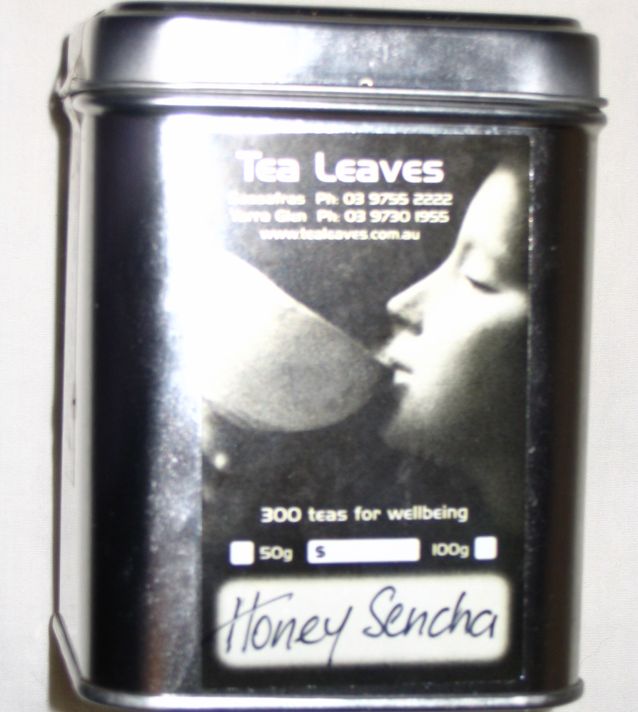 Tea Leaves
Sassafras Ph: 03 9755 2222
Yarra Glen Ph: 03 9730 1955
www.tealeaves.com.au
300 teas for wellbeing
50g $ 100g
Honey Sencha